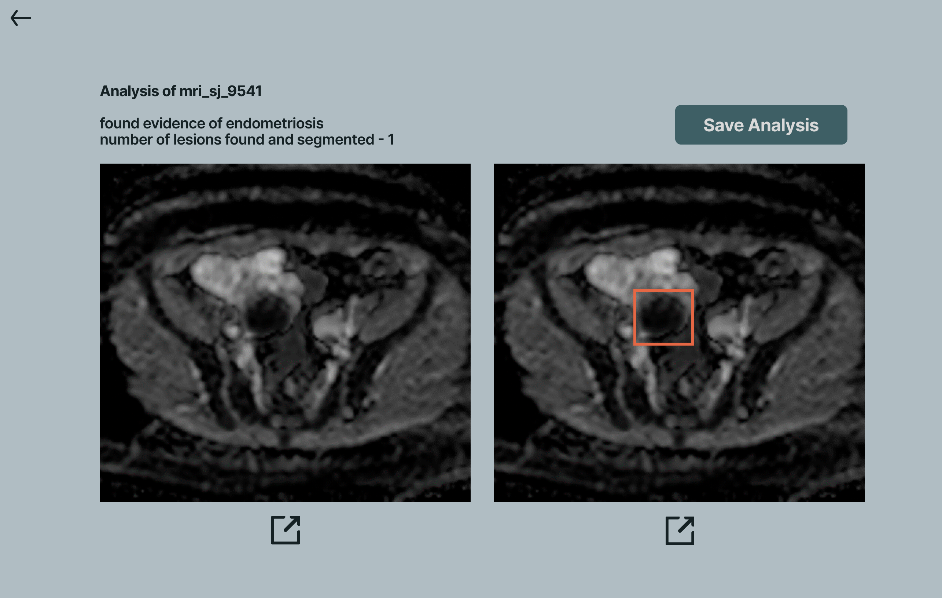 Analysis of mri_sj_9541
found evidence of endometriosis
number of lesions found and segmented - 1
Save Analysis